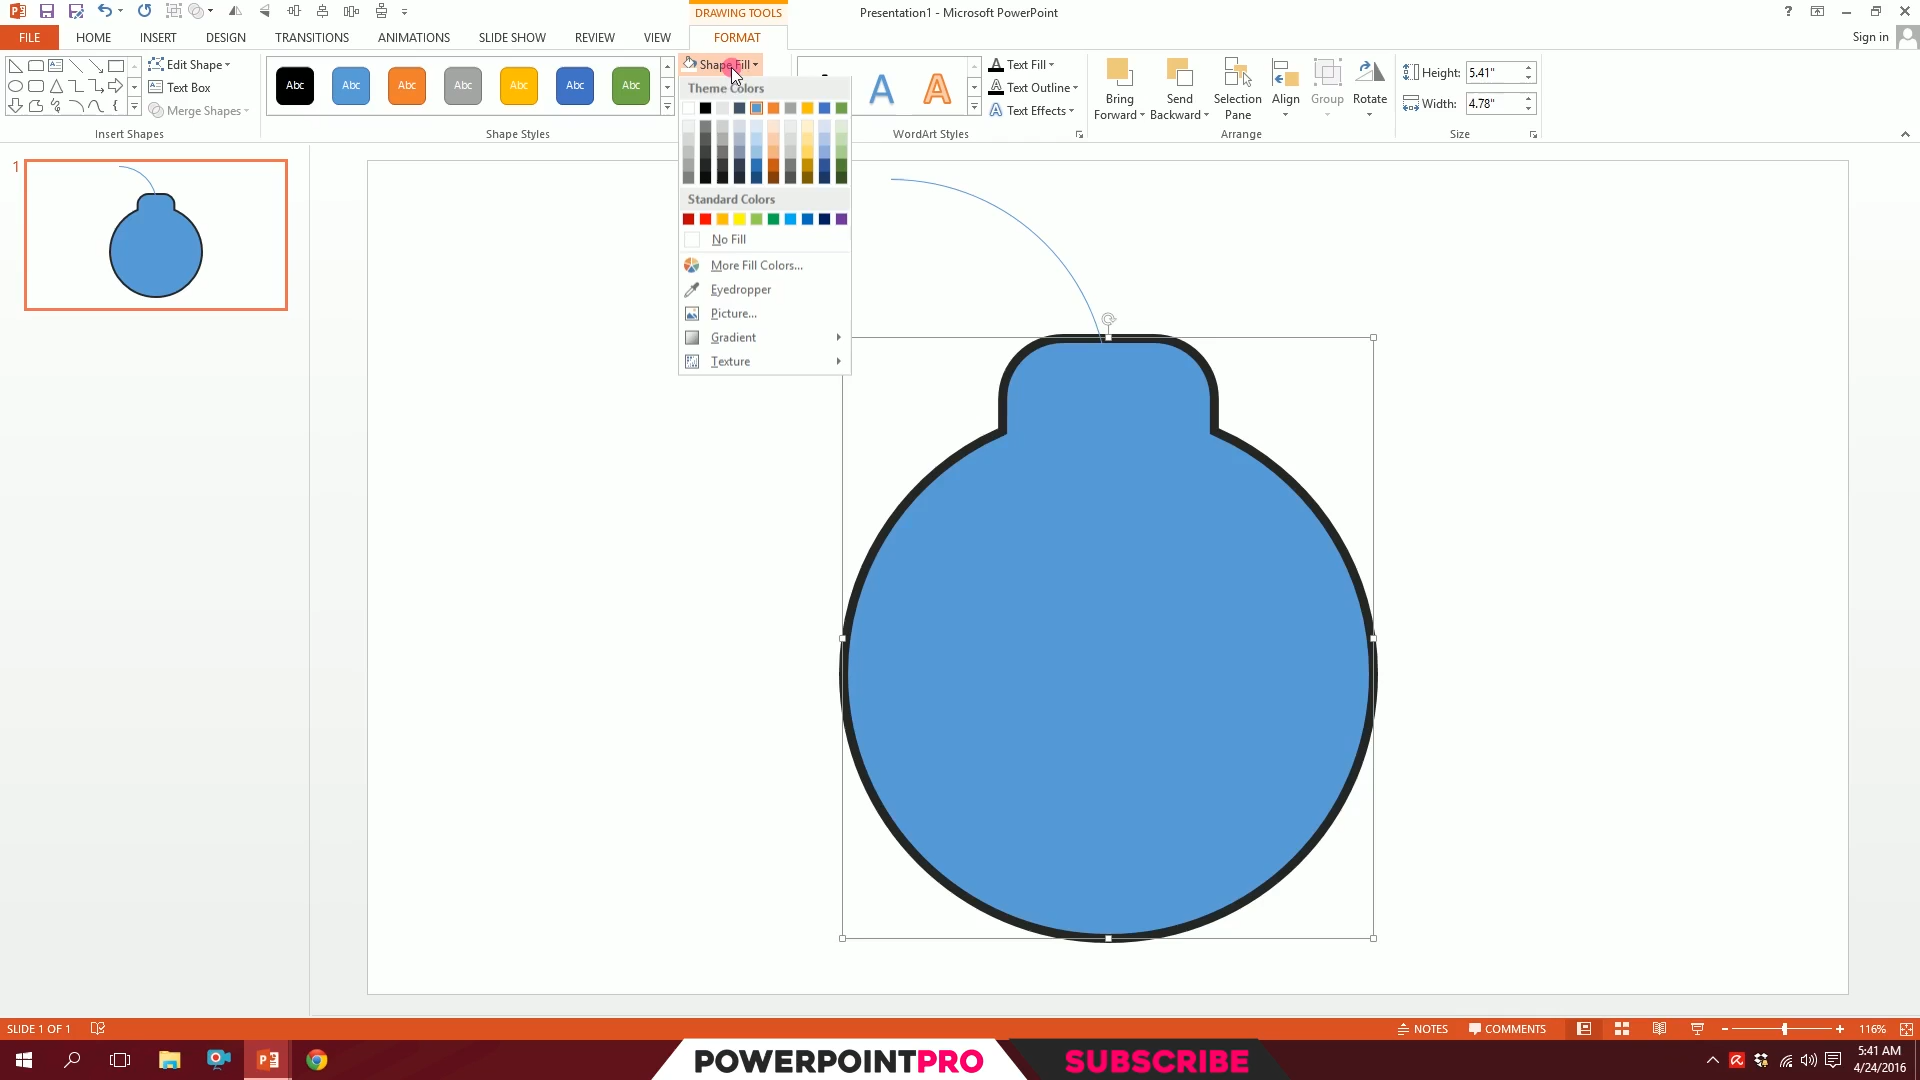 DRAWING TOOLS
Presentation1 - Microsoft PowerPoint
?
FILE
HOME
INSERT
DESIGN
TRANSITIONS
ANIMATIONS
SLIDE SHOW
REVIEW
VIEW
FORMAT
Sign in
Edit Shape
Text Box
Merge Shapes
Insert Shapes
Abc
Abc
Abc
Abc
Abc
Abc
Abc
Shape Styles
Shape Fill
Theme Colors
Standard Colors
No Fill
More Fill Colors...
Eyedropper
Picture...
Gradient
Texture
A
A
WordArt Styles
Text Fill
Text Outline
Text Effects
Bring Forward
Send Backward
Selection Pane
Align
Group
Rotate
Arrange
Height: 5.41"
Width: 4.78"
Size
1
SLIDE 1 OF 1
NOTES
COMMENTS
116%
POWERPOINTPRO
SUBSCRIBE
5:41 AM
4/24/2016